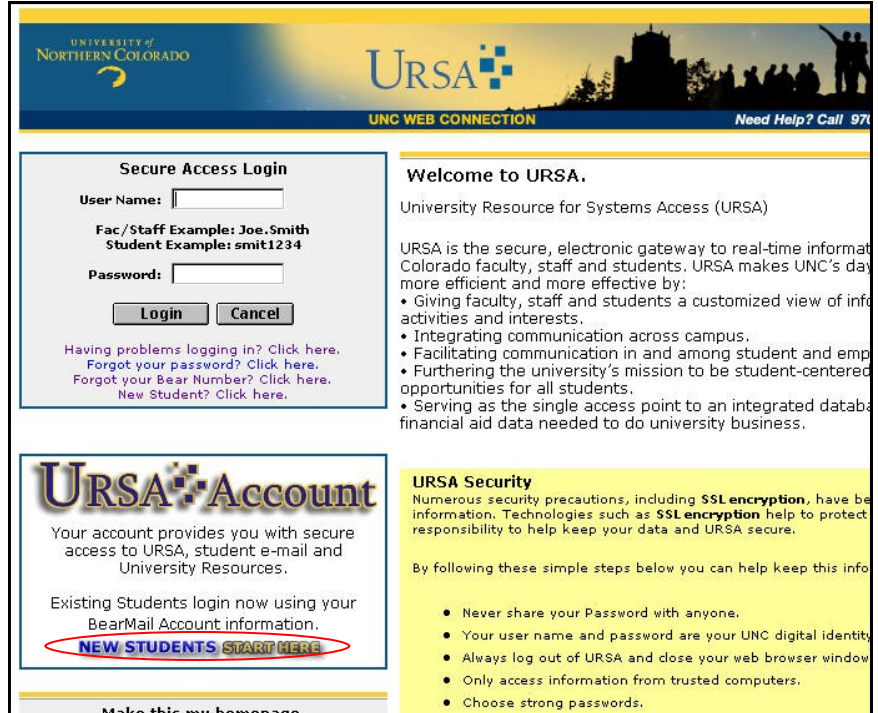 UNIVERSITY of
NORTHERN COLORADO
URSA
UNC WEB CONNECTION
Need Help? Call 970
Secure Access Login
User Name:
Fac/Staff Example: Joe.Smith
Student Example: smit1234
Password:
Login Cancel
Having problems logging in? Click here.
Forgot your password? Click here.
Forgot your Bear Number? Click here.
New Student? Click here.
URSA Account
Your account provides you with secure
access to URSA, student e-mail and
University Resources.
Existing Students login now using your
BearMail Account information.
NEW STUDENTS START HERE
Make this my homepage
Welcome to URSA.
University Resource for Systems Access (URSA)
URSA is the secure, electronic gateway to real-time informat
Colorado faculty, staff and students. URSA makes UNC's day
more efficient and more effective by:
• Giving faculty, staff and students a customized view of info
activities and interests.
• Integrating communication across campus.
• Facilitating communication in and among student and emp
• Furthering the university's mission to be student-centered
opportunities for all students.
• Serving as the single access point to an integrated databa
financial aid data needed to do university business.
URSA Security
Numerous security precautions, including SSL encryption, have be
information. Technologies such as SSL encryption help to protect
responsibility to help keep your data and URSA secure.
By following these simple steps below you can help keep this info
• Never share your Password with anyone.
• Your user name and password are your UNC digital identity
• Always log out of URSA and close your web browser window
• Only access information from trusted computers.
• Choose strong passwords.